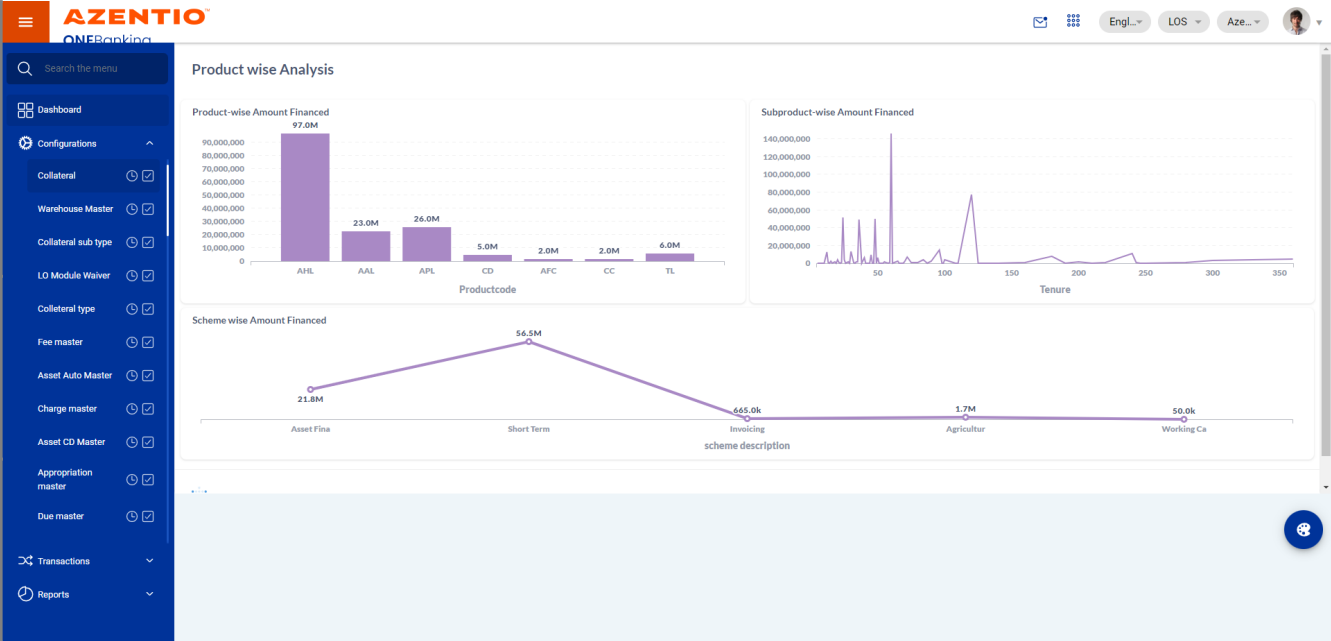 AZENTIO™
ONEBanking
Engl...
LOS
Aze...
Search the menu
Dashboard
Configurations
Collateral
Warehouse Master
Collateral sub type
LO Module Waiver
Colleteral type
Fee master
Asset Auto Master
Charge master
Asset CD Master
Appropriation
master
Due master
Transactions
Reports
Product wise Analysis
Product-wise Amount Financed
97.0M
90,000,000
80,000,000
70,000,000
60,000,000
50,000,000
40,000,000
30,000,000
20,000,000
10,000,000
0
23.0M
26.0M
5.0M
2.0M
2.0M
6.0M
AHL
AAL
APL
CD
AFC
CC
TL
Productcode
Subproduct-wise Amount Financed
140,000,000
120,000,000
100,000,000
80,000,000
60,000,000
40,000,000
20,000,000
0
50
100
150
200
250
300
350
Tenure
Scheme wise Amount Financed
21.8M
56.5M
665.0k
1.7M
50.0k
Asset Fina
Short Term
Invoicing
Agricultur
Working Ca
scheme description